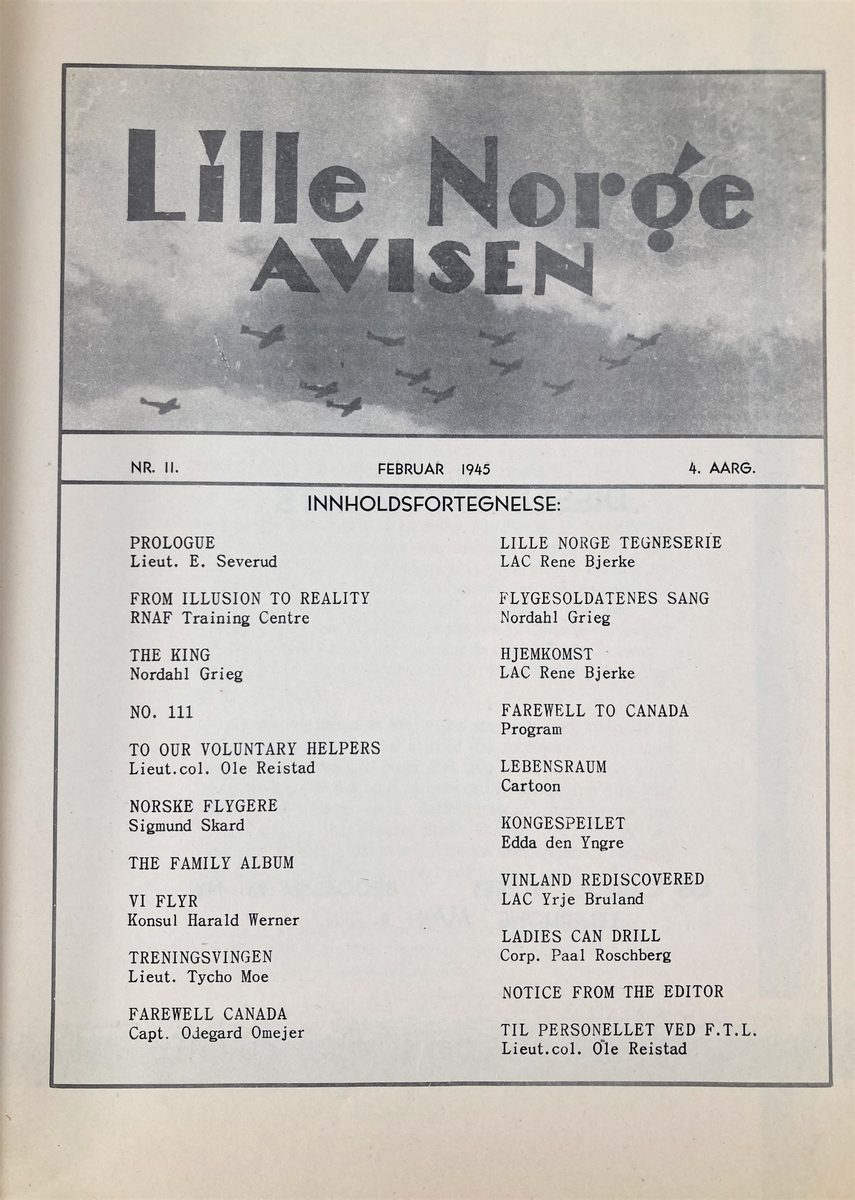 Lille Norge
AVISEN
NR. 11. FEBRUAR 1945 4. AARG.
INNHOLDSFORTEGNELSE:
PROLOGUE
Lieut. E. Severud
FROM ILLUSION TO REALITY
RNAF Training Centre
THE KING
Nordahl Grieg
NO. 111
TO OUR VOLUNTARY HELPERS
Lieut.col. Ole Reistad
NORSKE FLYGERE
Sigmund Skard
THE FAMILY ALBUM
VI FLYR
Konsul Harald Werner
TRENINGSVINGEN
Lieut. Tycho Moe
FAREWELL CANADA
Capt. Odegard Omejer
LILLE NORGE TEGNESERIE
LAC Rene Bjerke
FLYGESOLDATENES SANG
Nordahl Grieg
HJEMKOMST
LAC Rene Bjerke
FAREWELL TO CANADA
Program
LEBENSRAUM
Cartoon
KONGESPEILET
Edda den Yngre
VINLAND REDISCOVERED
LAC Yrje Bruland
LADIES CAN DRILL
Corp. Paal Roschberg
NOTICE FROM THE EDITOR
TIL PERSONELLET VED F.T.L.
Lieut.col. Ole Reistad